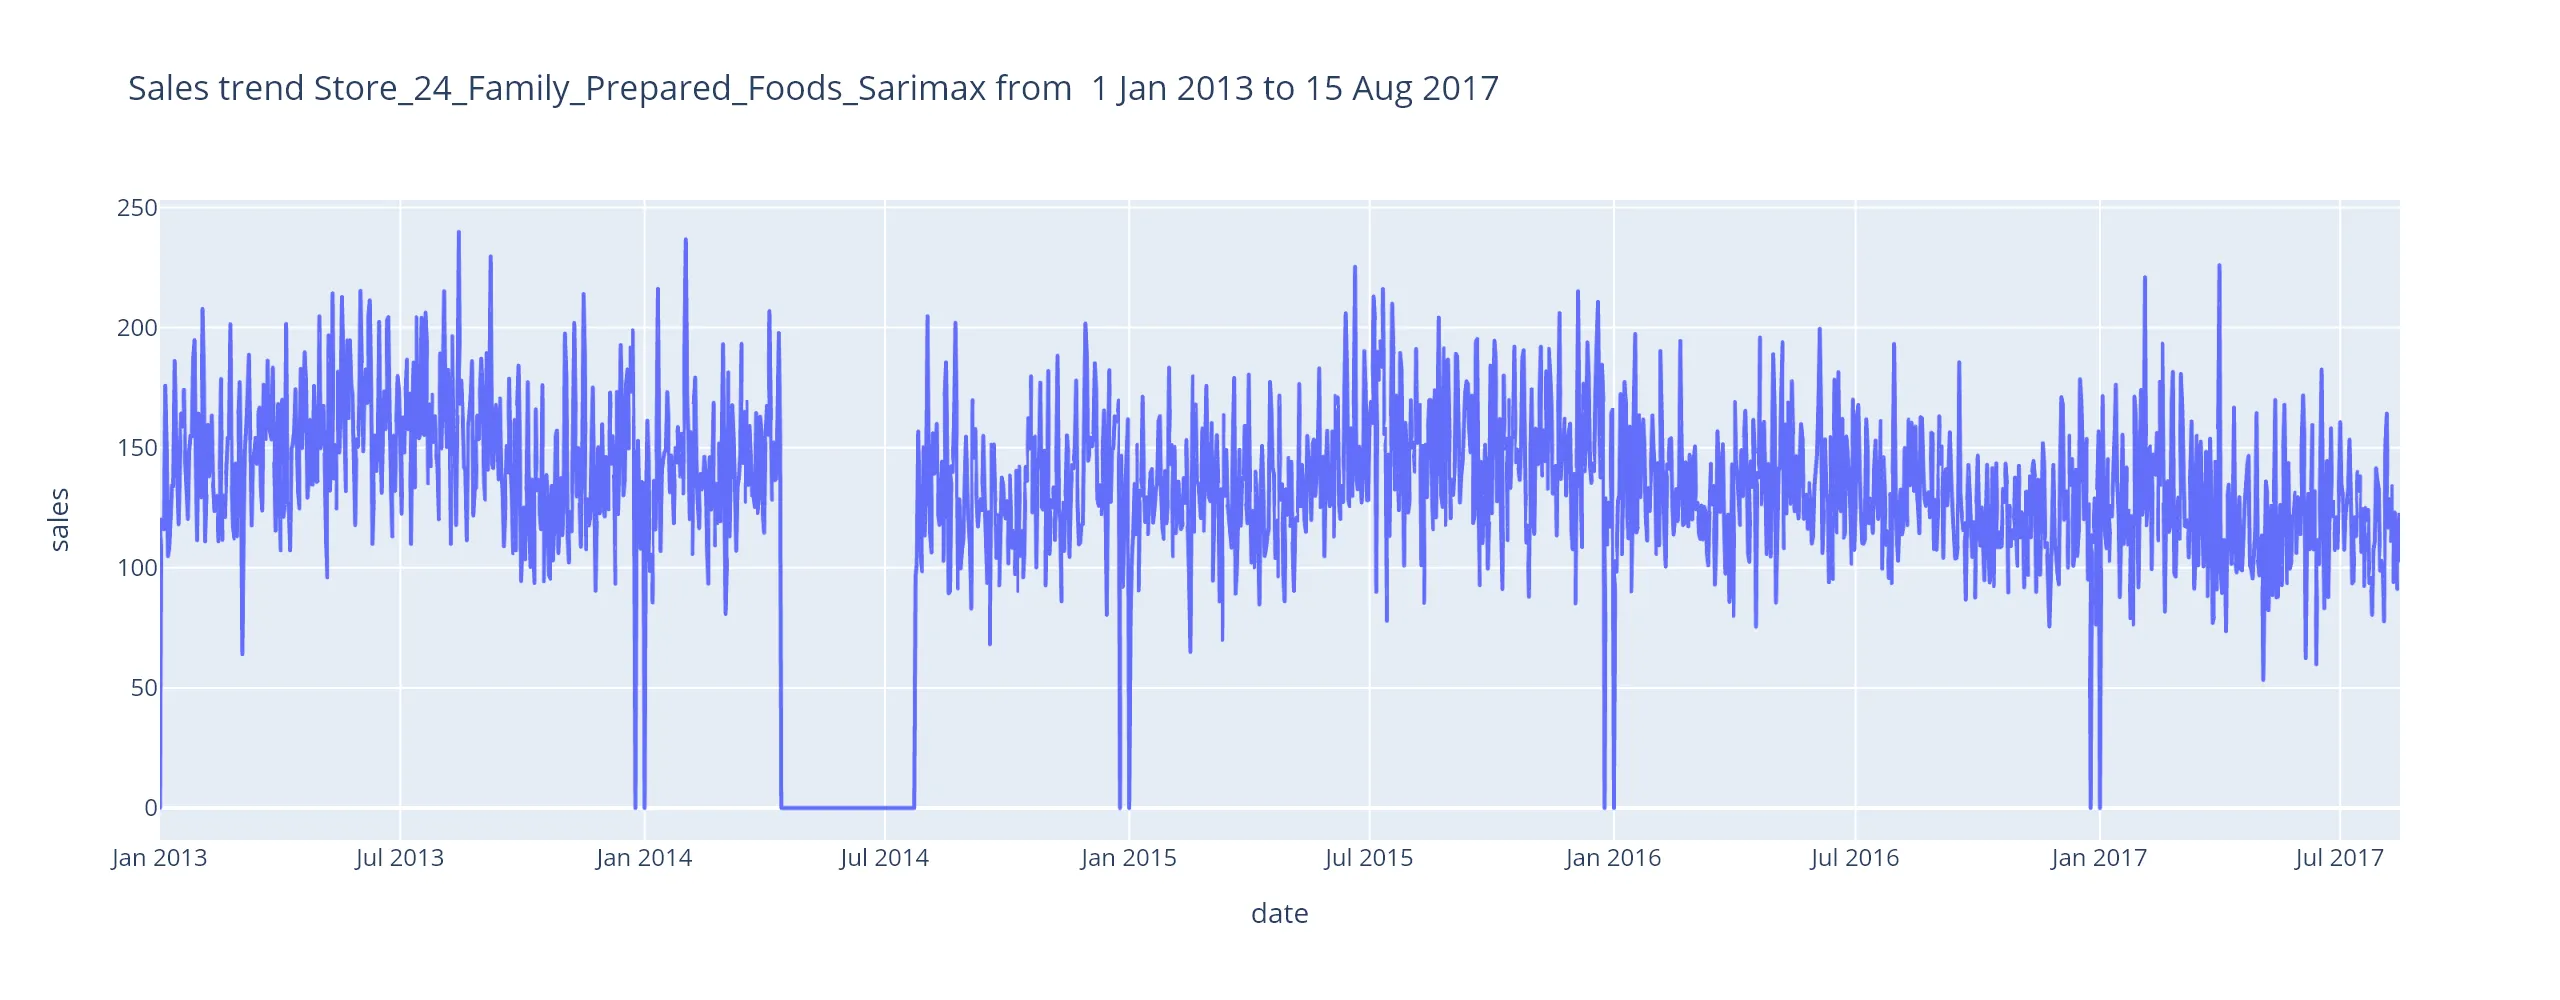 Sales trend Store_24_Family_Prepared_Foods_Sarimax from  1 Jan 2013 to 15 Aug 2017
250
200
150
100
50
0
sales
Jan 2013 Jul 2013 Jan 2014 Jul 2014 Jan 2015 Jul 2015 Jan 2016 Jul 2016 Jan 2017 Jul 2017
date